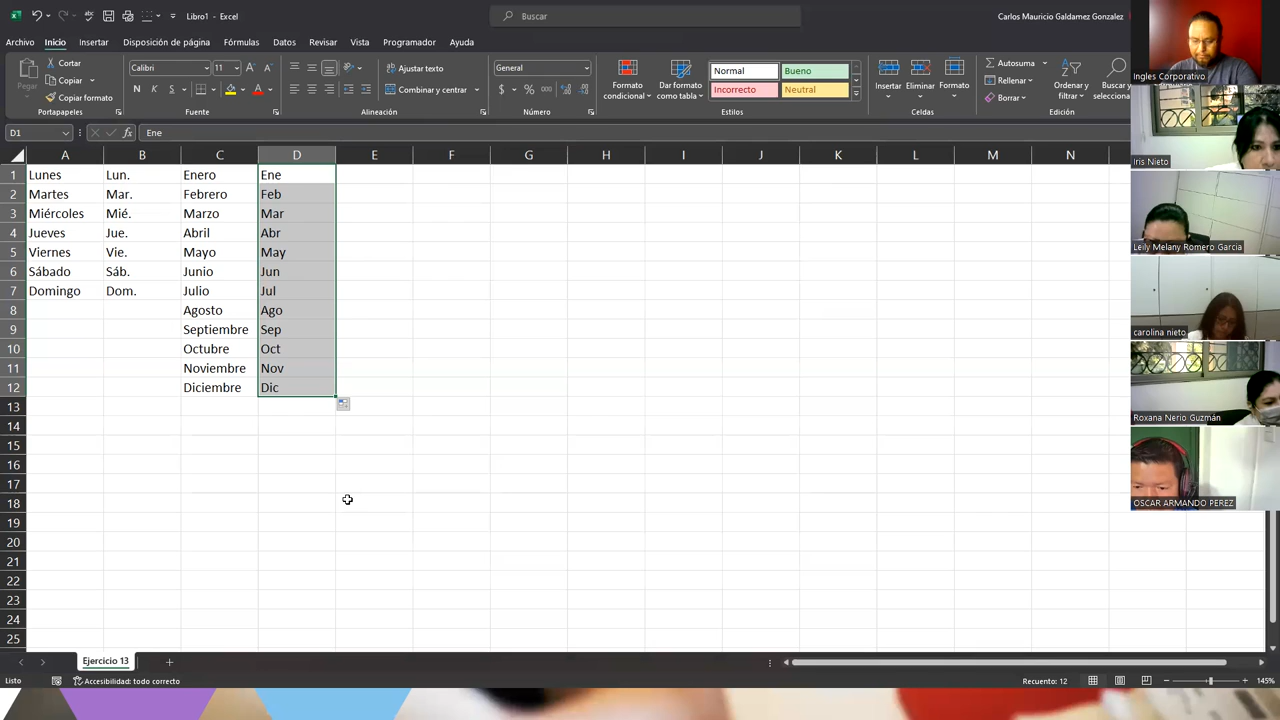 Libro1 - Excel
Buscar
Carlos Mauricio Galdamez Gonzalez
Archivo Inicio Insertar Disposición de página Fórmulas Datos Revisar Vista Programador Ayuda
Pegar
Cortar
Copiar
Copiar formato
Portapapeles
Calibri 11
N K S
Fuente
Ajustar texto
Combinar y centrar
Alineación
General
$ % 000
Número
Formato condicional
Dar formato como tabla
Normal Bueno
Incorrecto Neutral
Estilos
Insertar Eliminar Formato
Celdas
Autosuma
Rellenar
Borrar
Ordenar y filtrar
Buscar y selecciona
Edición
D1 fx Ene
A B C D E F G H I J K L M N
1 Lunes Lun. Enero Ene
2 Martes Mar. Febrero Feb
3 Miércoles Mié. Marzo Mar
4 Jueves Jue. Abril Abr
5 Viernes Vie. Mayo May
6 Sábado Sáb. Junio Jun
7 Domingo Dom. Julio Jul
8 Agosto Ago
9 Septiembre Sep
10 Octubre Oct
11 Noviembre Nov
12 Diciembre Dic
13
14
15
16
17
18
19
20
21
22
23
24
25
Ejercicio 13
Listo Accesibilidad: todo correcto Recuento: 12 145%
Ingles Corporativo
Iris Nieto
Leily Melany Romero Garcia
carolina nieto
Roxana Nerio Guzmán
OSCAR ARMANDO PEREZ